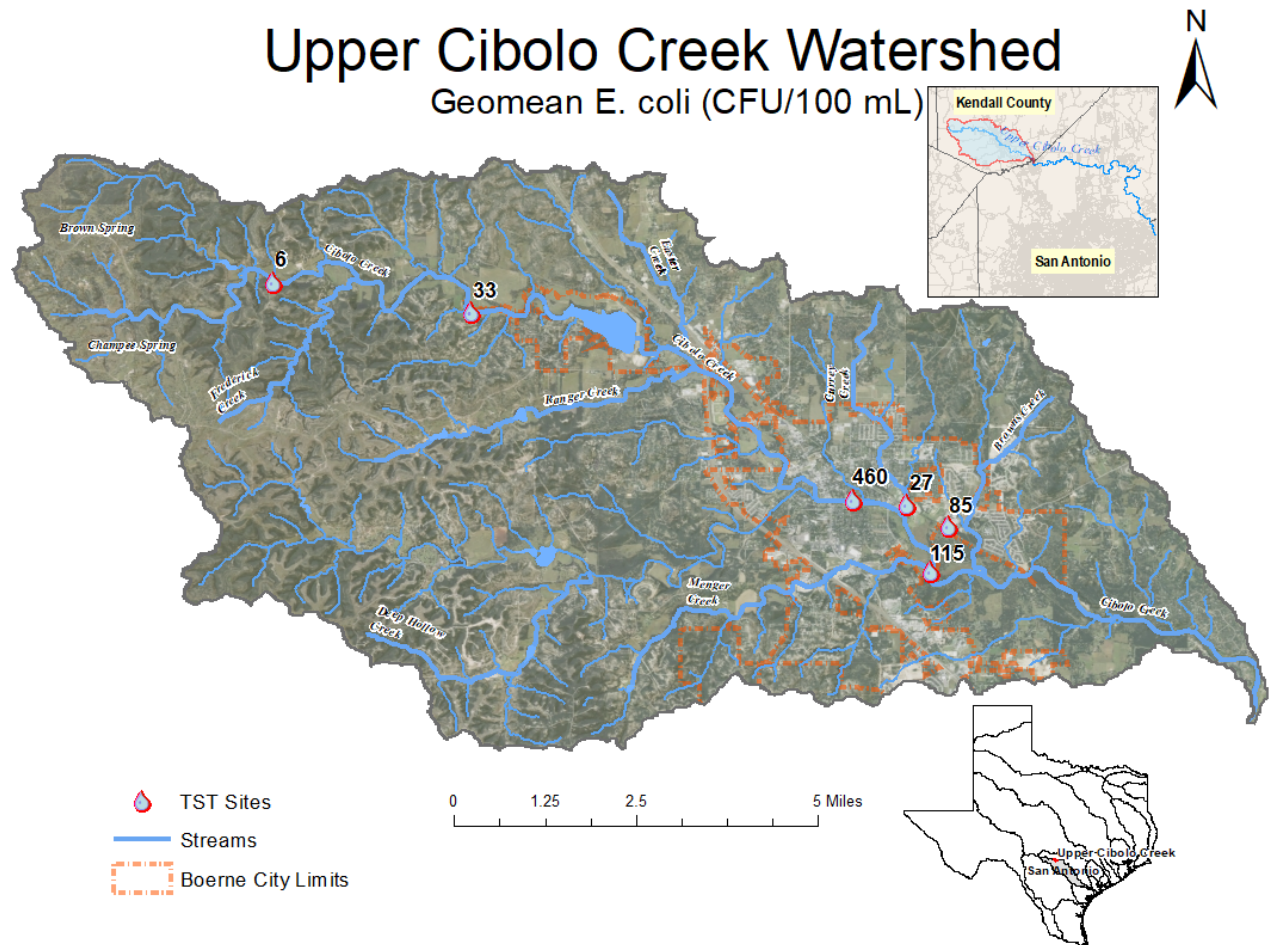 Upper Cibolo Creek Watershed
Geomean E. coli (CFU/100 mL)
N
Kendall County
Upper Cibolo Creek
San Antonio
Brown Spring
6
Cibolo Creek
33
Champee Spring
Frederick
Creek
Ranger Creek
Cibolo Creek
Currey
Creek
Browns Creek
460
27
85
115
Menger
Creek
Deep Hollow
Creek
Cibolo Creek
TST Sites
Streams
Boerne City Limits
0
1.25
2.5
5 Miles
Upper Cibolo Creek
San Antonio